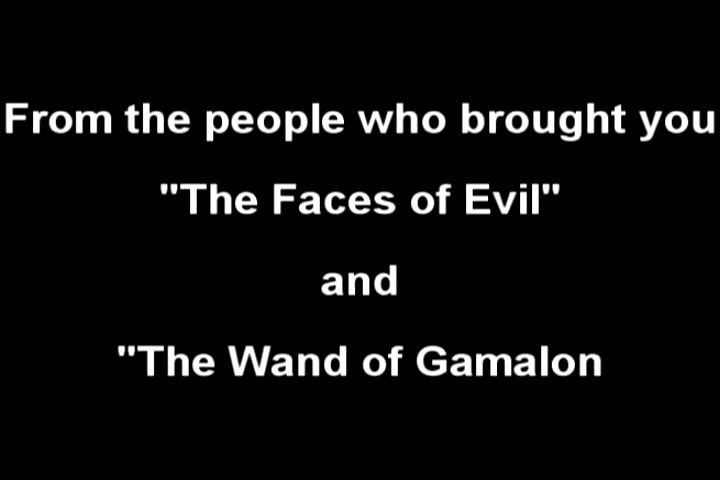 From the people who brought you
"The Faces of Evil"
and
"The Wand of Gamalon